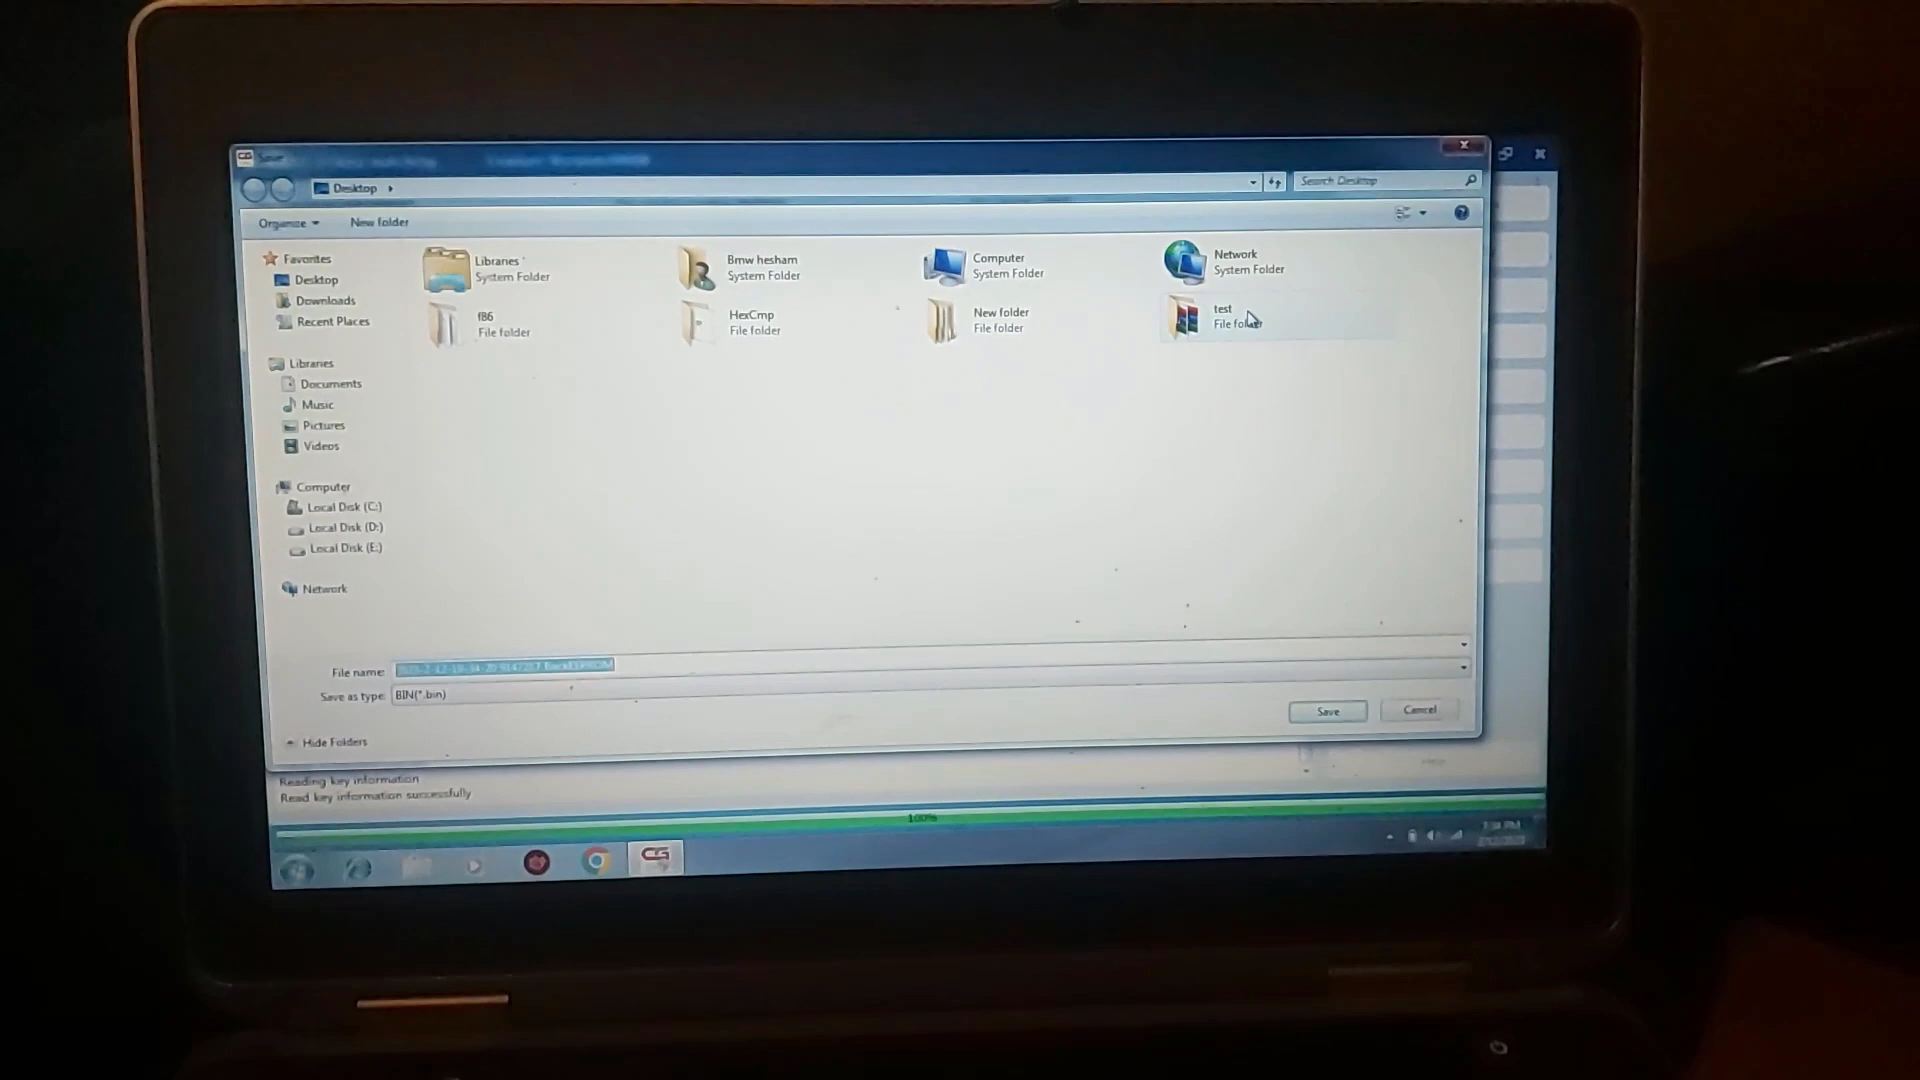 Save
Desktop
Search Desktop
Organize
New folder
Favorites
Desktop
Downloads
Recent Places
Libraries
Documents
Music
Pictures
Videos
Computer
Local Disk (C:)
Local Disk (D:)
Local Disk (E:)
Network
Libraries
System Folder
Bmw hesham
System Folder
Computer
System Folder
Network
System Folder
f86
File folder
HexCmp
File folder
New folder
File folder
test
File folder
File name:
Save as type:
BIN(*.bin)
Save
Cancel
Hide Folders
Reading key information
Read key information successfully
100%
CG